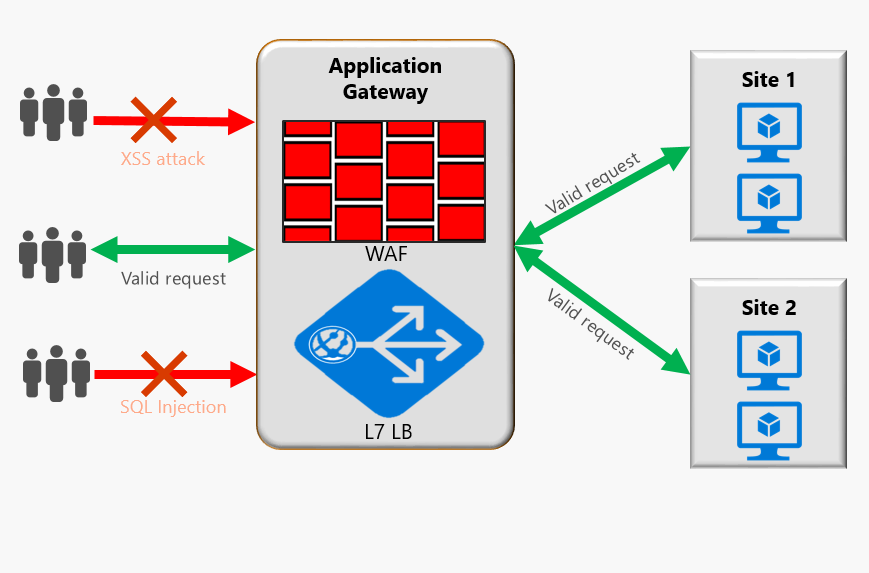 Application
Gateway
XSS attack
Valid request
SQL Injection
WAF
L7 LB
Valid request
Valid request
Site 1
Site 2